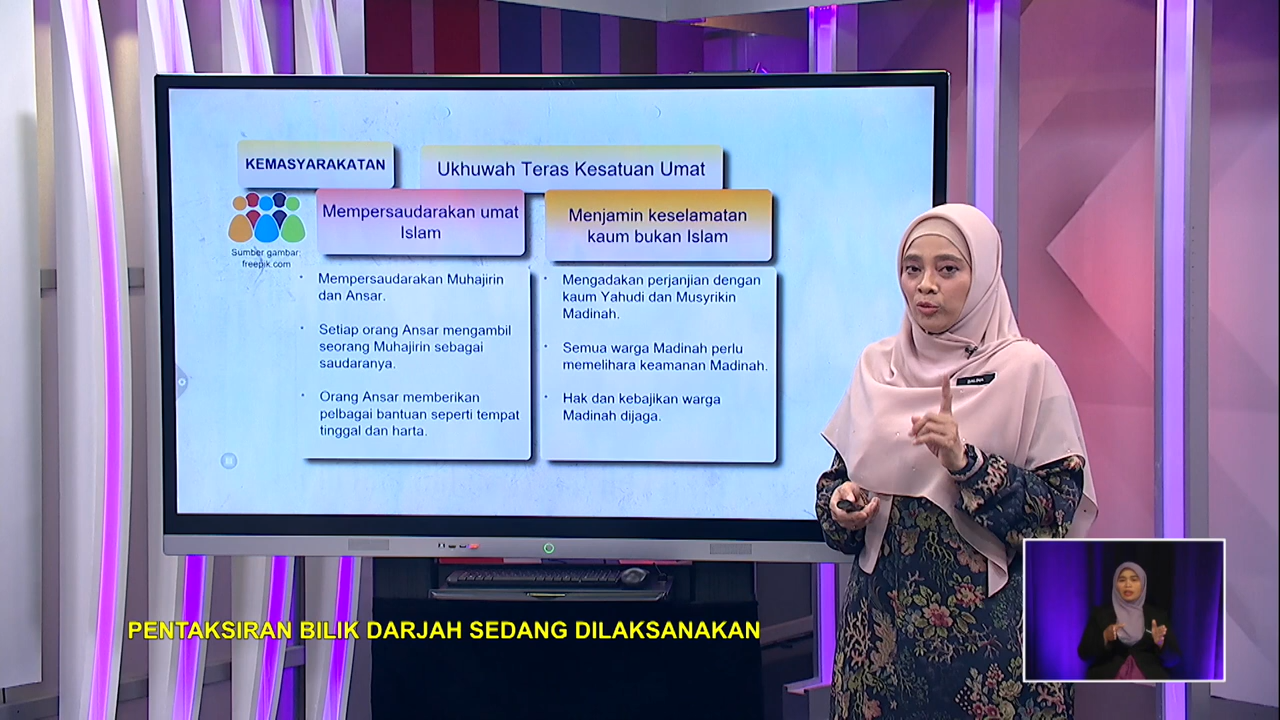 KEMASYARAKATAN
Ukhuwah Teras Kesatuan Umat
Sumber gambar:
freepik.com
Mempersaudarakan umat
Islam
• Mempersaudarakan Muhajirin
dan Ansar.
• Setiap orang Ansar mengambil
seorang Muhajirin sebagai
saudaranya.
• Orang Ansar memberikan
pelbagai bantuan seperti tempat
tinggal dan harta.
Menjamin keselamatan
kaum bukan Islam
• Mengadakan perjanjian dengan
kaum Yahudi dan Musyrikin
Madinah.
• Semua warga Madinah perlu
memelihara keamanan Madinah.
• Hak dan kebajikan warga
Madinah dijaga.
PENTAKSIRAN BILIK DARJAH SEDANG DILAKSANAKAN